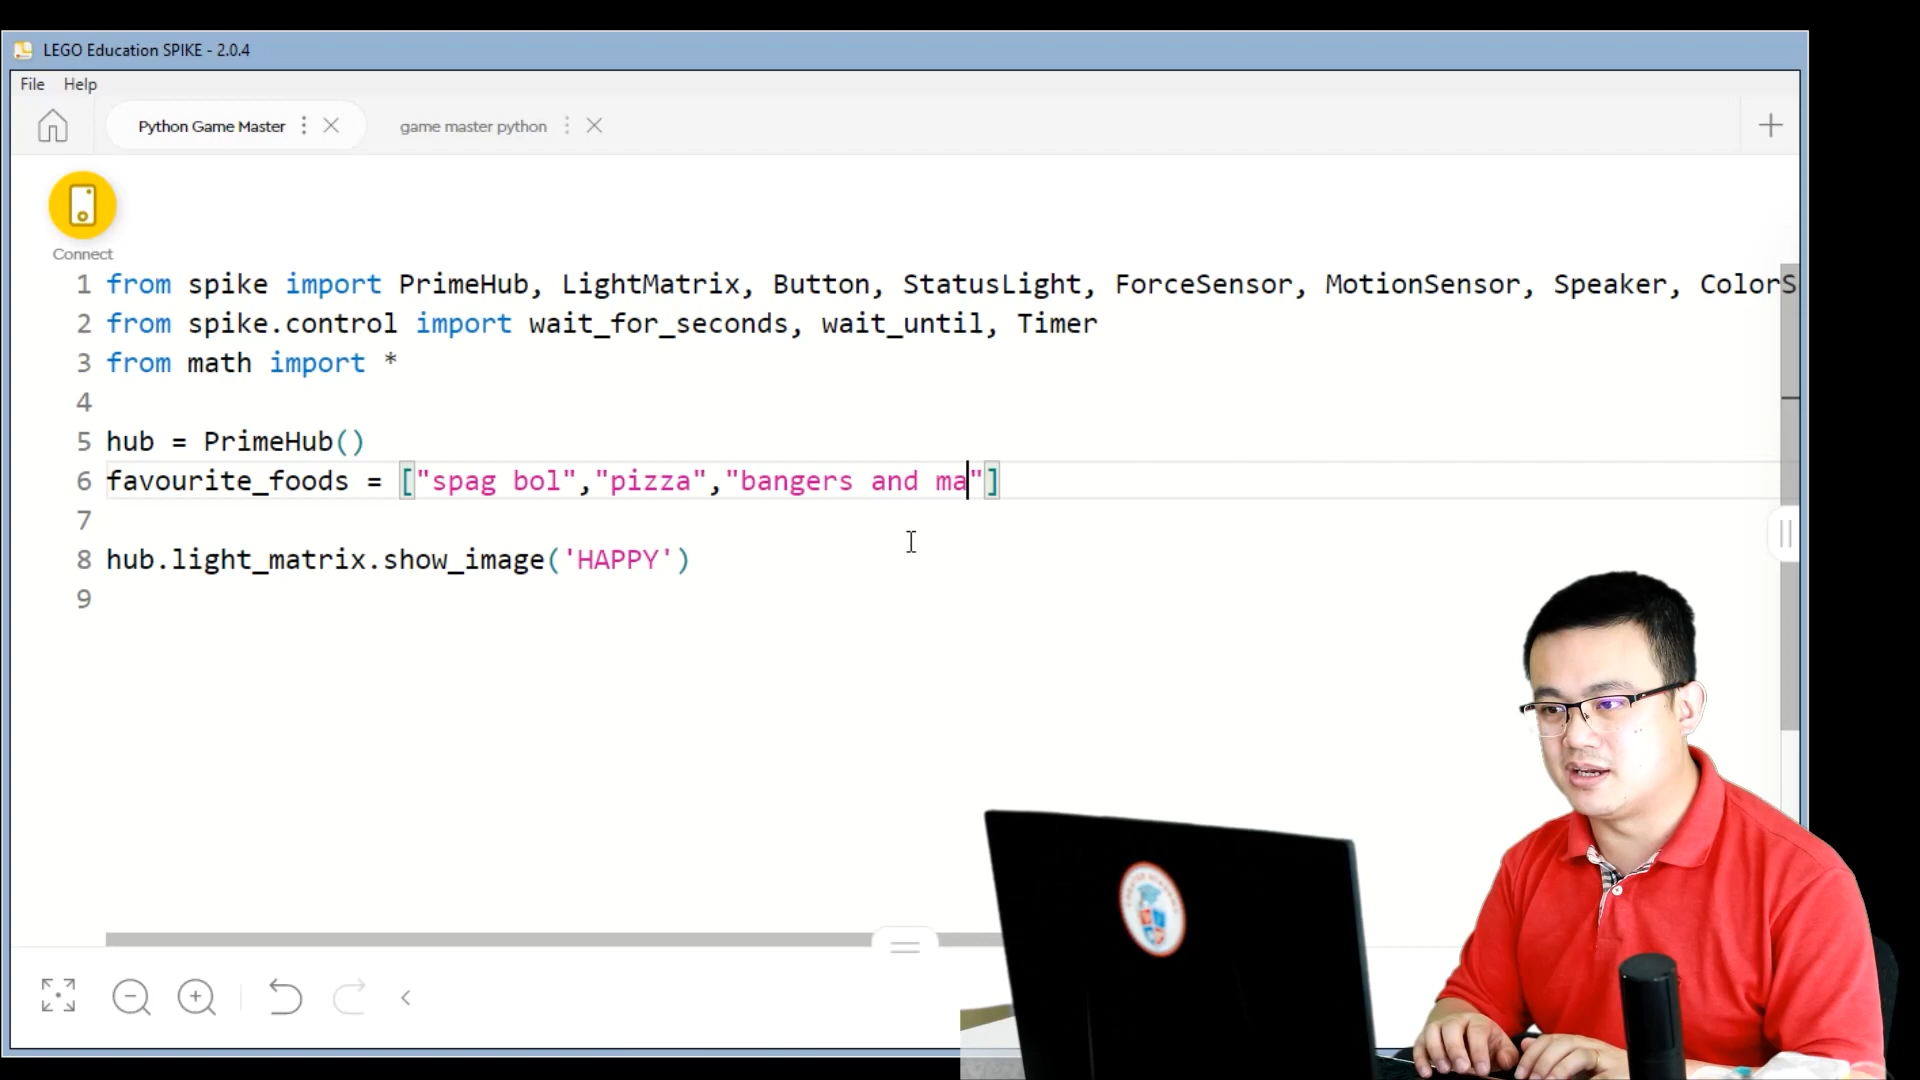 LEGO Education SPIKE - 2.0.4
File Help
Python Game Master
game master python
Connect
1 from spike import PrimeHub, LightMatrix, Button, StatusLight, ForceSensor, MotionSensor, Speaker, ColorS
2 from spike.control import wait_for_seconds, wait_until, Timer
3 from math import *
4
5 hub = PrimeHub()
6 favourite_foods = ["spag bol","pizza","bangers and ma"]
7
8 hub.light_matrix.show_image('HAPPY')
9